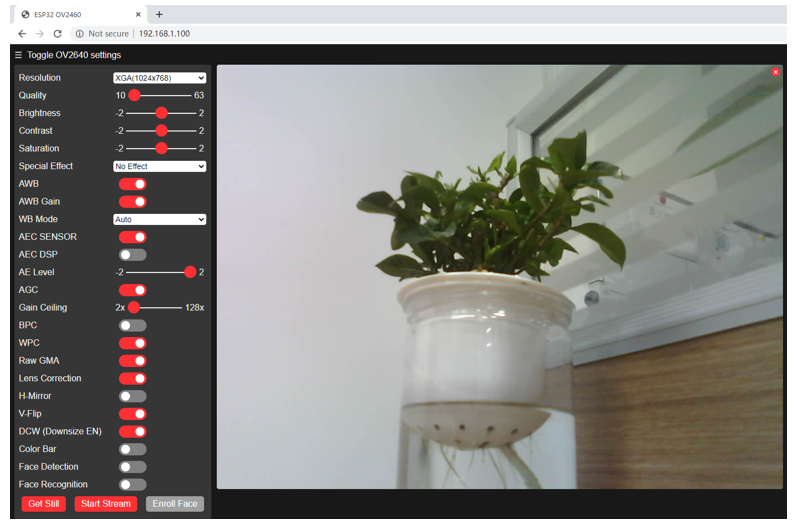 ESP32 OV2460
Not secure | 192.168.1.100
☰ Toggle OV2640 settings
Resolution XGA(1024x768)
Quality 10 63
Brightness -2 2
Contrast -2 2
Saturation -2 2
Special Effect No Effect
AWB
AWB Gain
WB Mode Auto
AEC SENSOR
AEC DSP
AE Level -2 2
AGC
Gain Ceiling 2x 128x
BPC
WPC
Raw GMA
Lens Correction
H-Mirror
V-Flip
DCW (Downsize EN)
Color Bar
Face Detection
Face Recognition
Get Still Start Stream Enroll Face